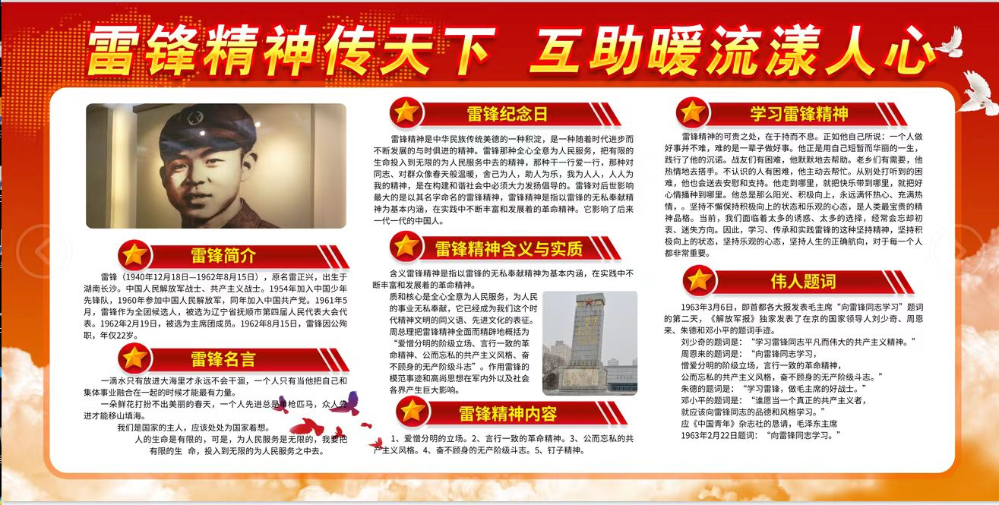 雷锋精神传天下 互助暖流漾人心
雷锋简介
雷锋（1940年12月18日—1962年8月15日），原名雷正兴，出生于
湖南长沙。中国人民解放军战士、共产主义战士。1954年加入中国少年
先锋队，1960年参加中国人民解放军，同年加入中国共产党。1961年5
月，雷锋作为全团候选人，被选为辽宁省抚顺市第四届人民代表大会代
表。1962年2月19日，被选为主席团成员。1962年8月15日，雷锋因公殉
职，年仅22岁。
雷锋名言
一滴水只有放进大海里才永远不会干涸，一个人只有当他把自己和
集体事业融合在一起的时候才能最有力量。
一朵鲜花打扮不出美丽的春天，一个人先进总是单枪匹马，众人先
进才能移山填海。
我们是国家的主人，应该处处为国家着想。
人的生命是有限的，可是，为人民服务是无限的，我要把
有限的生 命，投入到无限的为人民服务之中去。
雷锋纪念日
雷锋精神是中华民族传统美德的一种积淀，是一种随着时代进步而
不断发展的与时俱进的精神。雷锋那种全心全意为人民服务，把有限的
生命投入到无限的为人民服务中去的精神，那种干一行爱一行，那种对
同志、对群众像春天般温暖，舍己为人，助人为乐，我为人人，人人为
我的精神，是在构建和谐社会中必须大力发扬倡导的。雷锋对后世影响
最大的是以其名字命名的雷锋精神，雷锋精神是指以雷锋的无私奉献精
神为基本内涵，在实践中不断丰富和发展着的革命精神。它影响了后来
一代一代的中国人。
雷锋精神含义与实质
含义雷锋精神是指以雷锋的无私奉献精神为基本内涵，在实践中不
断丰富和发展着的革命精神。
质和核心是全心全意为人民服务，为人民
的事业无私奉献，它已经成为我们这个时
代精神文明的同义语、先进文化的表征。
周总理把雷锋精神全面而精辟地概括为
“爱憎分明的阶级立场、言行一致的革
命精神、公而忘私的共产主义风格、奋
不顾身的无产阶级斗志”。作用雷锋的
模范事迹和高尚思想在军内外以及社会
各界产生巨大影响。
雷锋精神内容
1、爱憎分明的立场。2、言行一致的革命精神。3、公而忘私的共
产主义风格。4、奋不顾身的无产阶级斗志。5、钉子精神。
学习雷锋精神
雷锋精神的可贵之处，在于持而不息。正如他自己所说：一个人做
好事并不难，难的是一辈子做好事。他正是用自己短暂而华丽的一生，
践行了他的沉诺。战友们有困难，他默默地去帮助。老乡们有需要，他
热情地去搭手。不认识的人有困难，他主动去帮忙。从别处打听到的困
难，他也会送去安慰和支持。他走到哪里，就把快乐带到哪里，就把好
心情播种到哪里。他总是那么阳光、积极向上，永远满怀热心、充满热
情，。坚持不懈保持积极向上的状态和乐观的心态，是人类最宝贵的精
神品格。当前，我们面临着太多的诱惑、太多的选择，经常会忘却初
衷、迷失方向。因此，学习、传承和实践雷锋的这种坚持精神，坚持积
极向上的状态，坚持乐观的心态，坚持人生的正确航向，对于每一个人
都非常重要。
伟人题词
1963年3月6日，即首都各大报发表毛主席“向雷锋同志学习”题词
的第二天，《解放军报》独家发表了在京的国家领导人刘少奇、周恩
来、朱德和邓小平的题词手迹。
刘少奇的题词是：“学习雷锋同志平凡而伟大的共产主义精神。”
周恩来的题词是：“向雷锋同志学习，
憎爱分明的阶级立场，言行一致的革命精神，
公而忘私的共产主义风格，奋不顾身的无产阶级斗志。”
朱德的题词是：“学习雷锋，做毛主席的好战士。”
邓小平的题词是：“谁愿当一个真正的共产主义者，
就应该向雷锋同志的品德和风格学习。”
应《中国青年》杂志社的恳请，毛泽东主席
1963年2月22日题词：“向雷锋同志学习。”